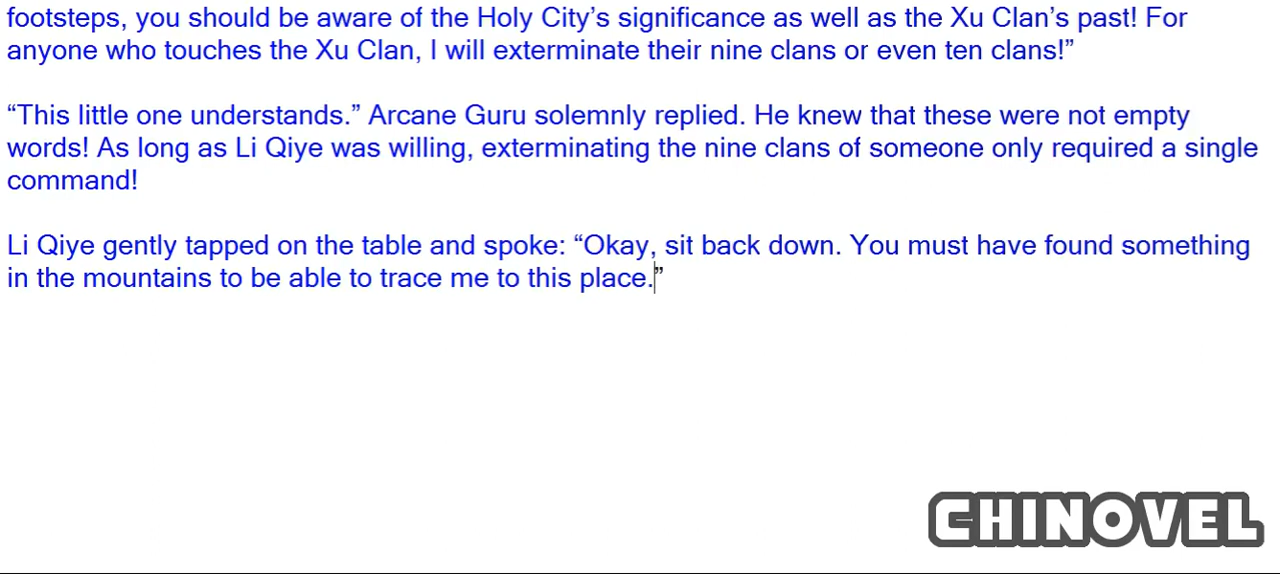 footsteps, you should be aware of the Holy City’s significance as well as the Xu Clan’s past! For
anyone who touches the Xu Clan, I will exterminate their nine clans or even ten clans!”
“This little one understands.” Arcane Guru solemnly replied. He knew that these were not empty
words! As long as Li Qiye was willing, exterminating the nine clans of someone only required a single
command!
Li Qiye gently tapped on the table and spoke: “Okay, sit back down. You must have found something
in the mountains to be able to trace me to this place.”
CHINOVEL